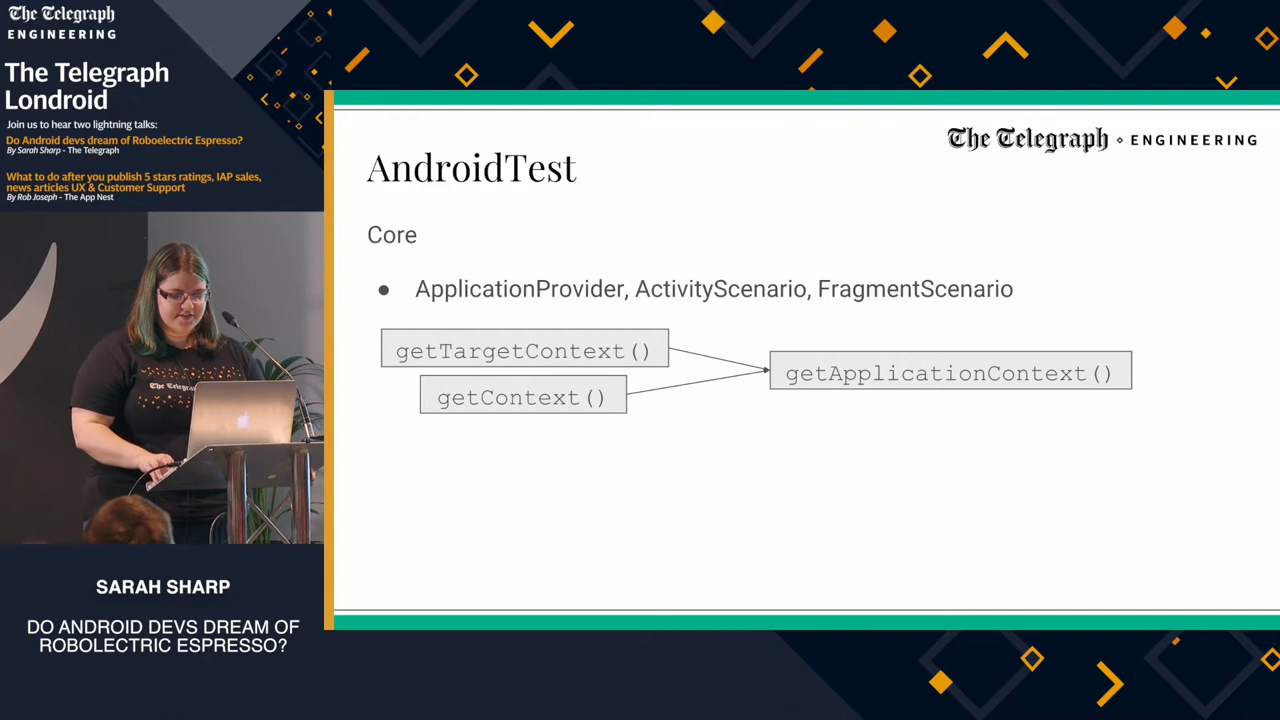 The Telegraph
ENGINEERING
The Telegraph
Londroid
Join us to hear two lightning talks:
Do Android devs dream of Roboelectric Espresso?
By Sarah Sharp - The Telegraph
What to do after you publish 5 stars ratings, IAP sales,
news articles UX & Customer Support
By Rob Joseph - The App Nest
The Telegraph
SARAH SHARP
DO ANDROID DEVS DREAM OF
ROBOLECTRIC ESPRESSO?
The Telegraph ENGINEERING
AndroidTest
Core
● ApplicationProvider, ActivityScenario, FragmentScenario
getTargetContext()
getContext()
getApplicationContext()